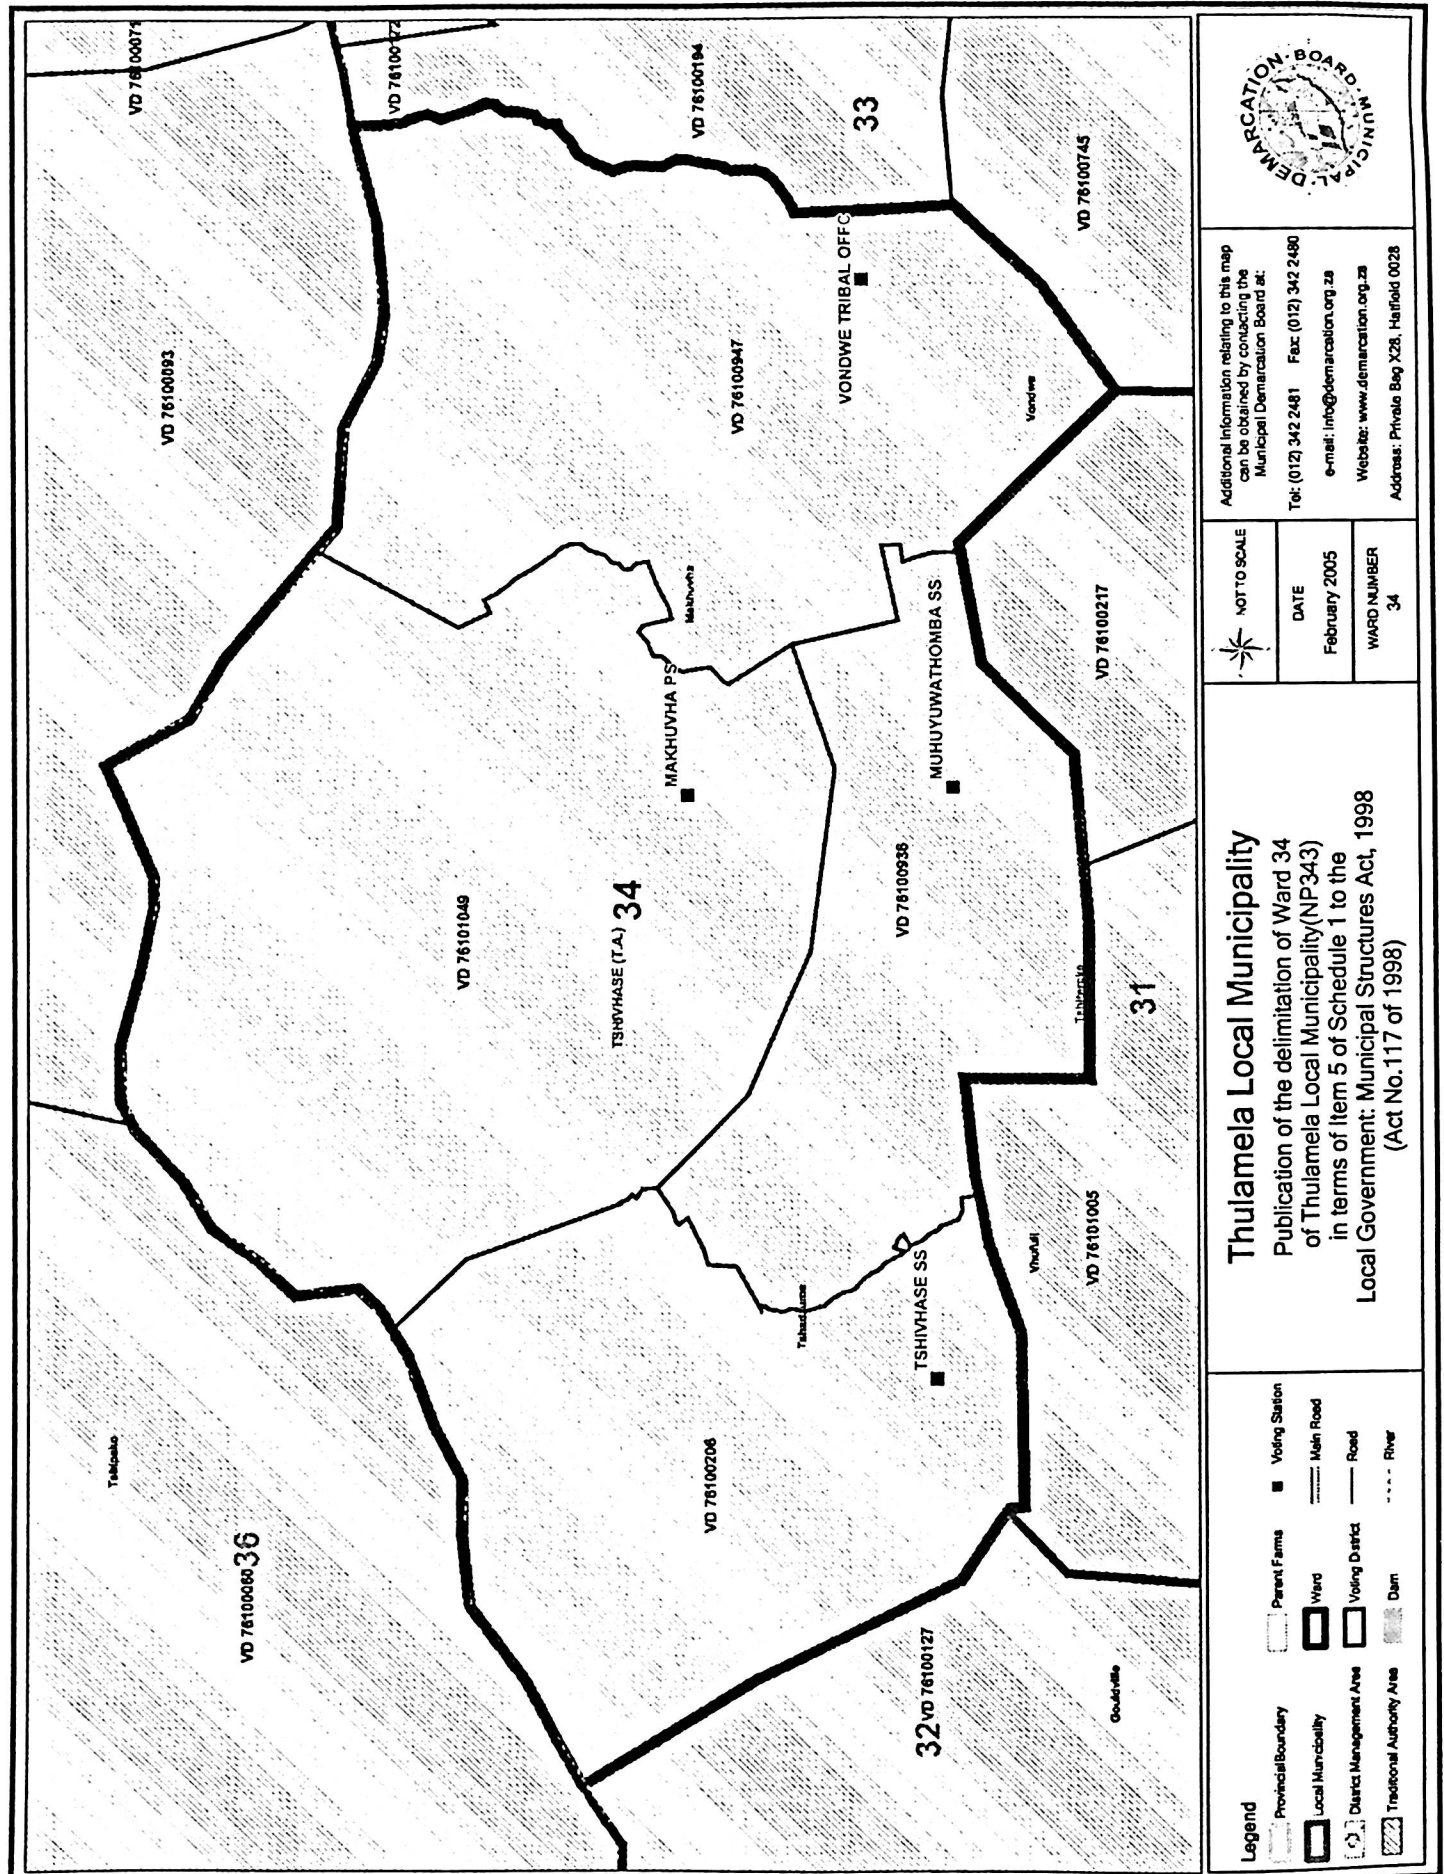 VD 76100071
VD 76100093
VD 76100194
33
VD 76100745
VD 76100947
VONDWE TRIBAL OFFC
Vondwe
Makhuvha
MAKHUVHA PS
MUHUYUWATHOMBA SS
VD 76100217
VD 76101049
TSHIVHASE (T.A.) 34
VD 76100938
31
Tshipako
VD 76100060 36
VD 76100206
TSHIVHASE SS
Vhufuli
VD 76101005
32 VD 76100127
Gouldville
Legend
Provincial Boundary
Local Municipality
District Management Area
Traditional Authority Area
Parent Farms
Ward
Voting District
Dam
Voting Station
Main Road
Road
River
Thulamela Local Municipality
Publication of the delimitation of Ward 34
of Thulamela Local Municipality(NP343)
in terms of Item 5 of Schedule 1 to the
Local Government: Municipal Structures Act, 1998
(Act No.117 of 1998)
NOT TO SCALE
DATE
February 2005
WARD NUMBER
34
Additional Information relating to this map
can be obtained by contacting the
Municipal Demarcation Board at:
Tel: (012) 342 2481 Fax: (012) 342 2480
e-mail: info@demarcation.org.za
Website: www.demarcation.org.za
Address: Private Bag X28, Hatfield 0028
MUNICIPAL DEMARCATION BOARD